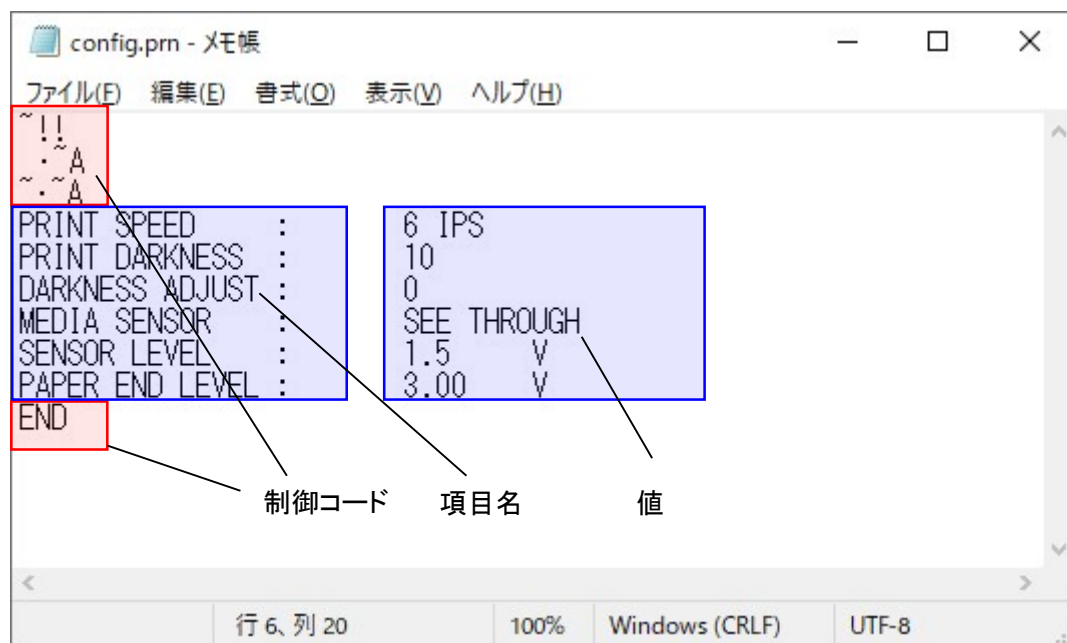 config.prn - メモ帳
ファイル(F) 編集(E) 書式(O) 表示(V) ヘルプ(H)
~!!
・~A
~・~A
PRINT SPEED : 6 IPS
PRINT DARKNESS : 10
DARKNESS ADJUST : 0
MEDIA SENSOR : SEE THROUGH
SENSOR LEVEL : 1.5 V
PAPER END LEVEL : 3.00 V
END
制御コード 項目名 値
行 6、列 20 100% Windows (CRLF) UTF-8